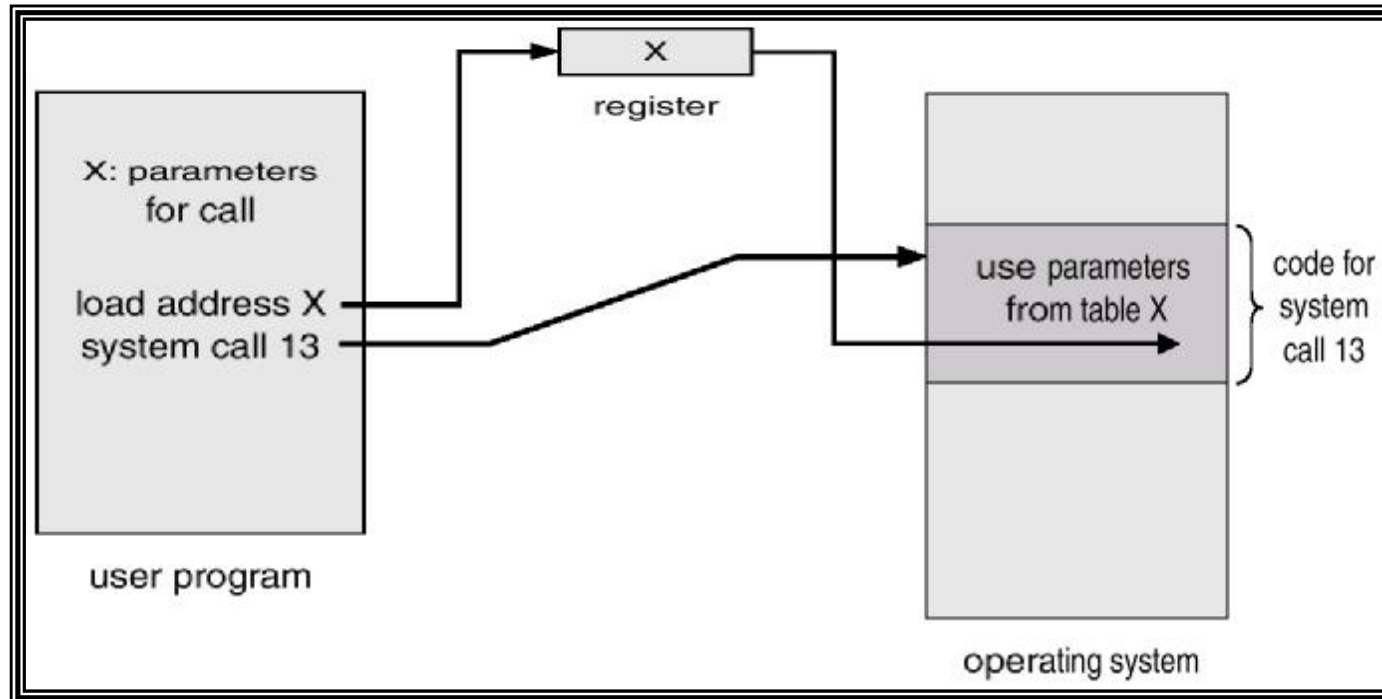 X
register
X: parameters
for call
load address X
system call 13
user program
use parameters
from table X
code for
system
call 13
operating system